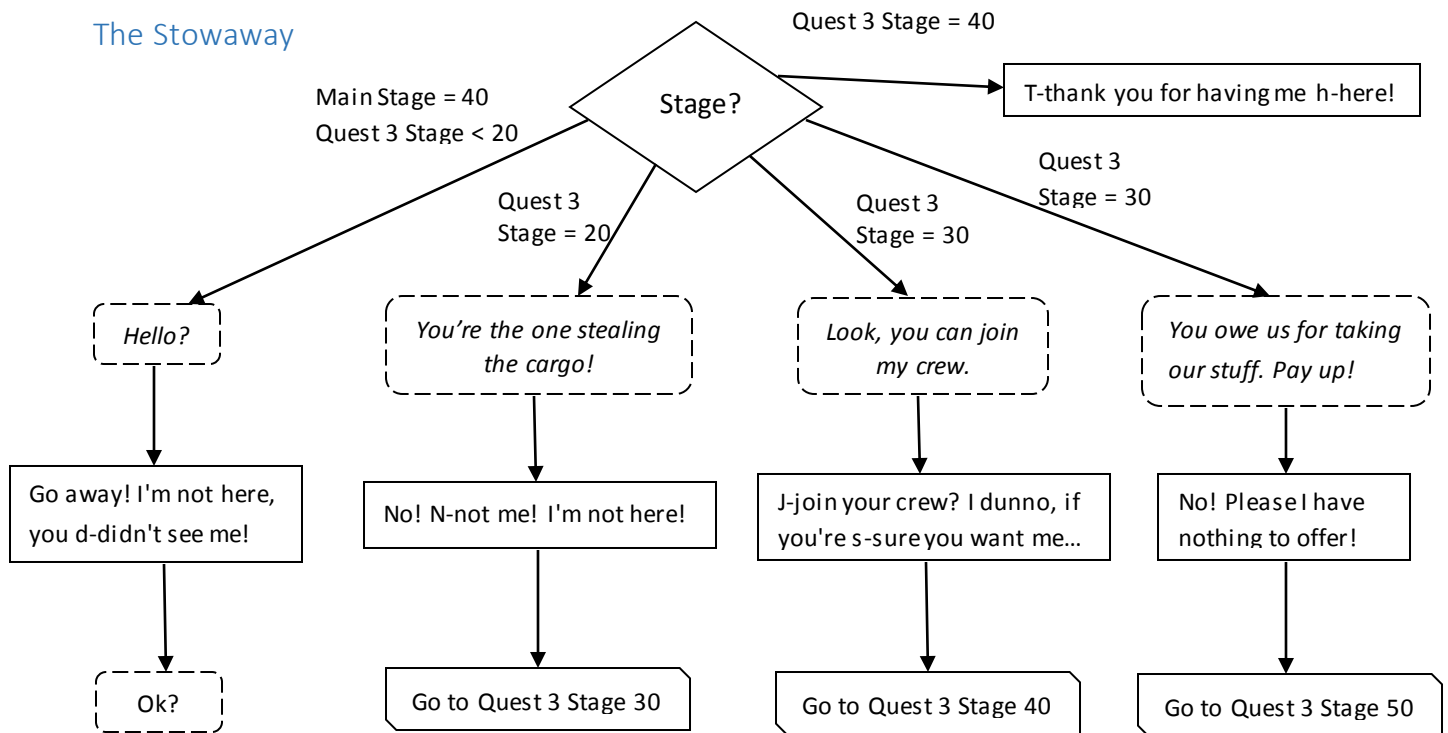 The Stowaway
Quest 3 Stage = 40
Stage?
T-thank you for having me h-here!
Main Stage = 40
Quest 3 Stage < 20
Quest 3
Stage = 20
Quest 3
Stage = 30
Quest 3
Stage = 30
Hello?
You’re the one stealing
the cargo!
Look, you can join
my crew.
You owe us for taking
our stuff. Pay up!
Go away! I'm not here,
you d-didn't see me!
No! N-not me! I'm not here!
J-join your crew? I dunno, if
you're s-sure you want me...
No! Please I have
nothing to offer!
Ok?
Go to Quest 3 Stage 30
Go to Quest 3 Stage 40
Go to Quest 3 Stage 50